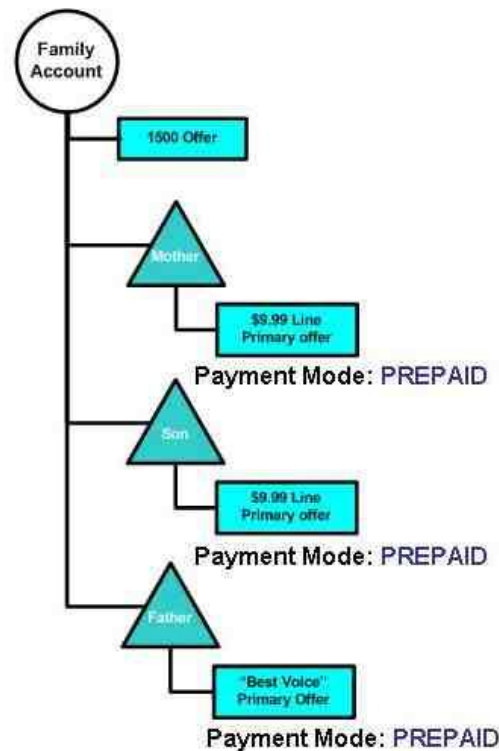 Family
Account
1500 Offer
Mother
$9.99 Line
Primary offer
Payment Mode: PREPAID
Son
$9.99 Line
Primary offer
Payment Mode: PREPAID
Father
"Best Voice"
Primary Offer
Payment Mode: PREPAID